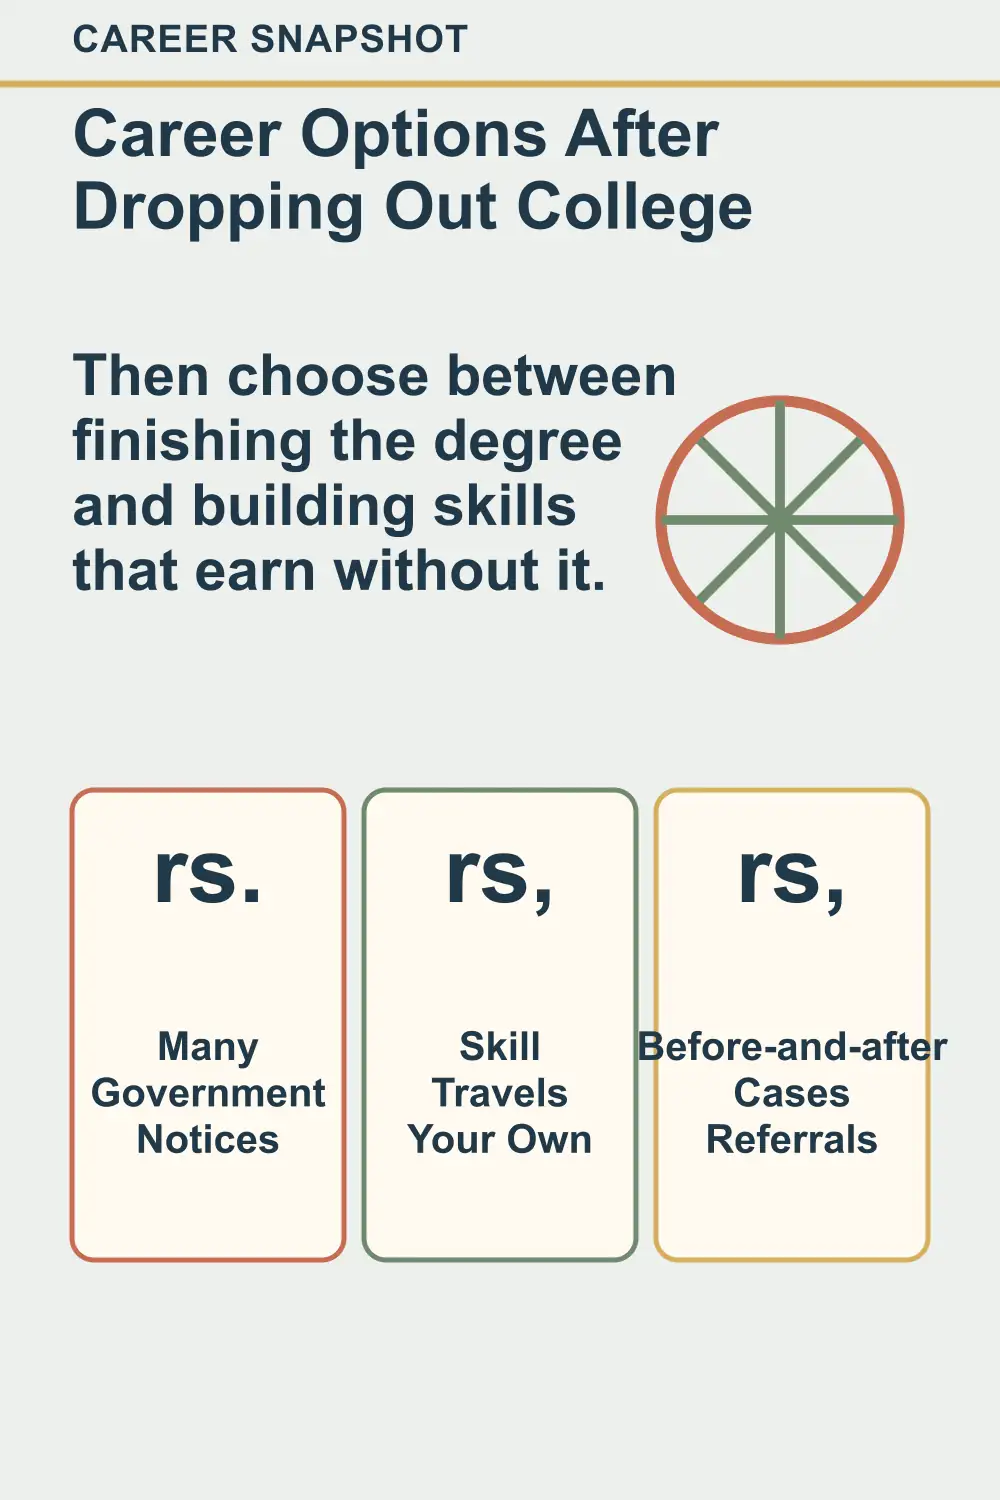 CAREER SNAPSHOT
Career Options After
Dropping Out College
Then choose between
finishing the degree
and building skills
that earn without it.
rs.
Many
Government
Notices
rs,
Skill
Travels
Your Own
rs,
Before-and-after
Cases
Referrals